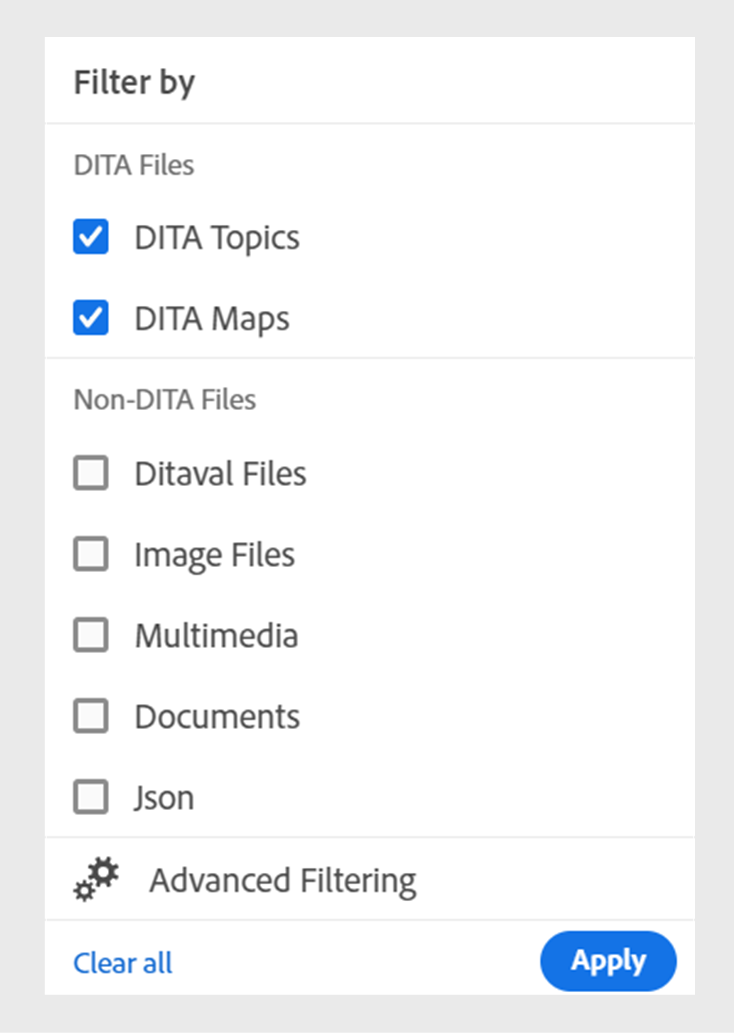 Filter by
DITA Files
DITA Topics
DITA Maps
Non-DITA Files
Ditaval Files
Image Files
Multimedia
Documents
Json
Advanced Filtering
Clear all
Apply